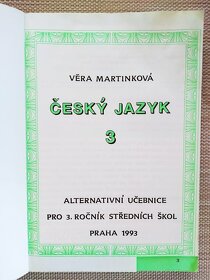 VĚRA MARTINKOVÁ
ČESKÝ JAZYK
3
ALTERNATIVNÍ UČEBNICE
PRO 3. ROČNÍK STŘEDNÍCH ŠKOL
PRAHA 1993
3